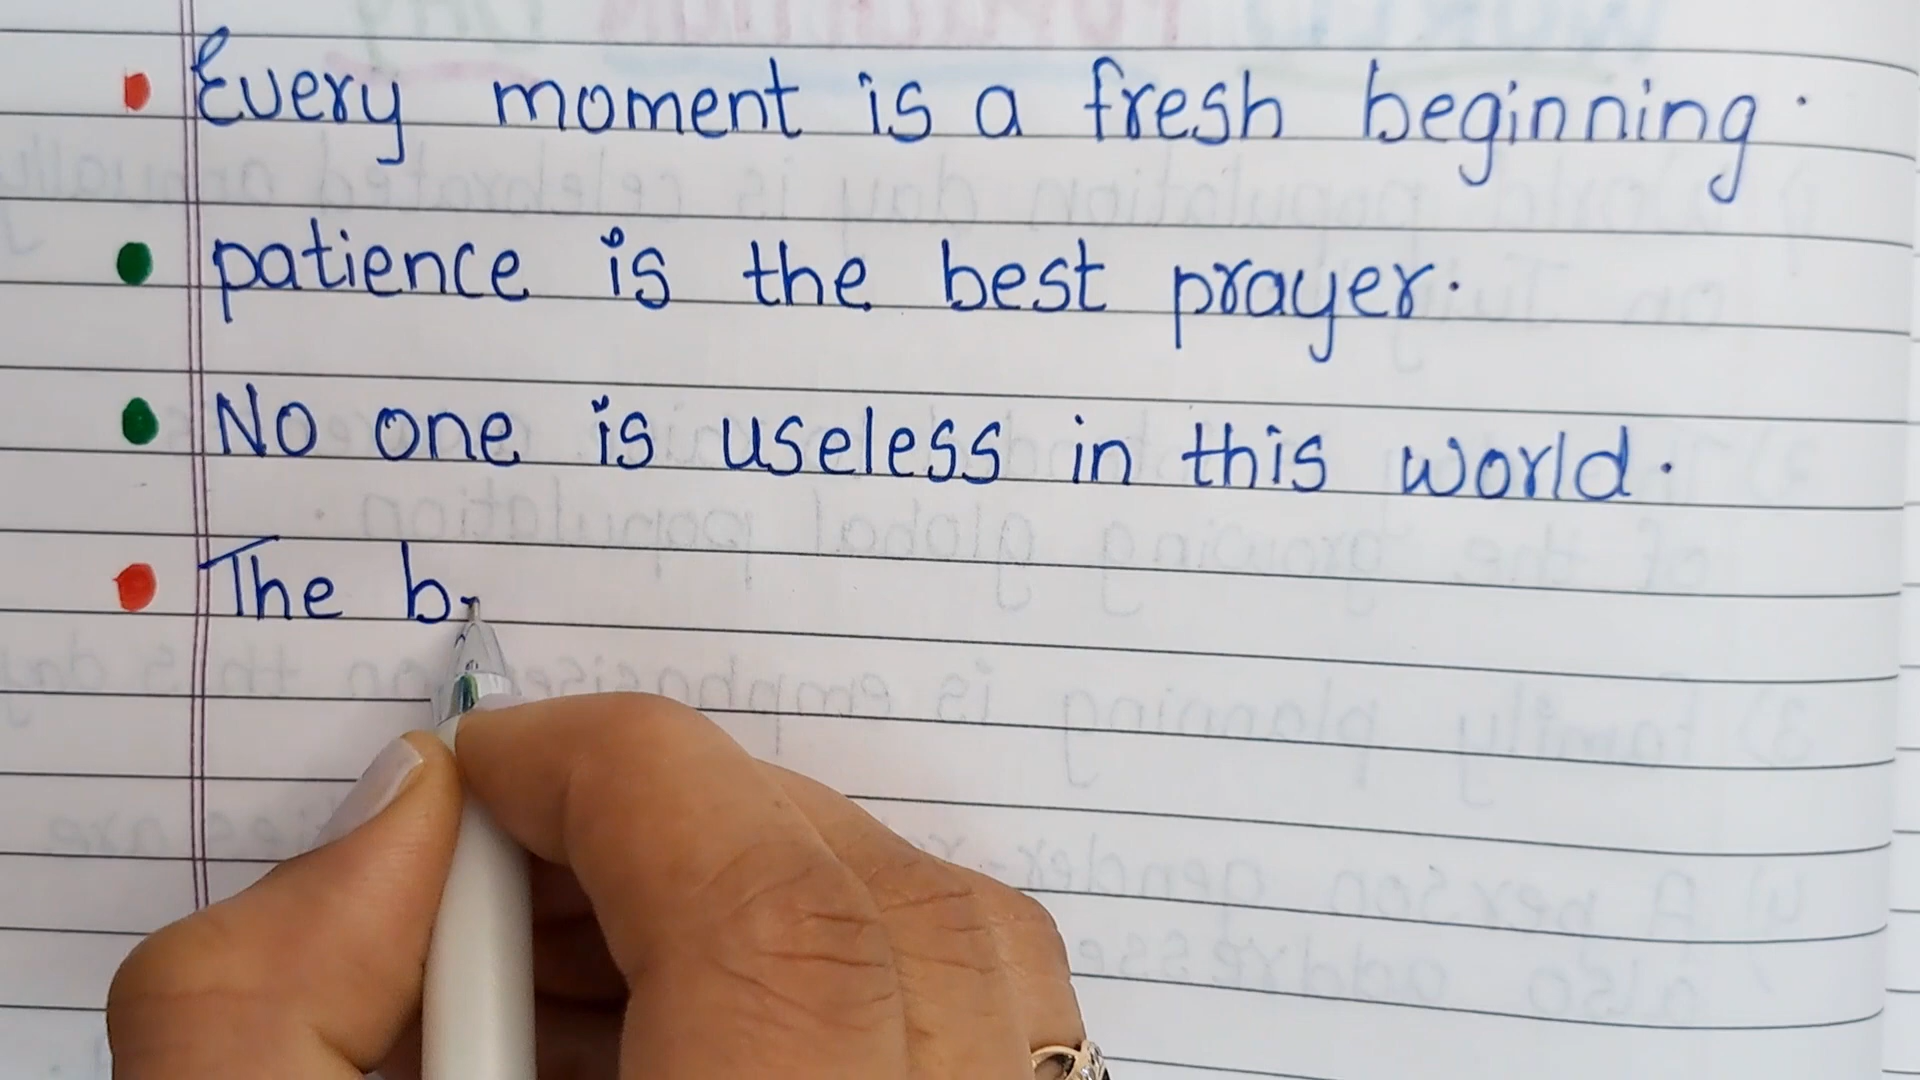 Every moment is a fresh beginning.
patience is the best prayer.
No one is useless in this world.
The b